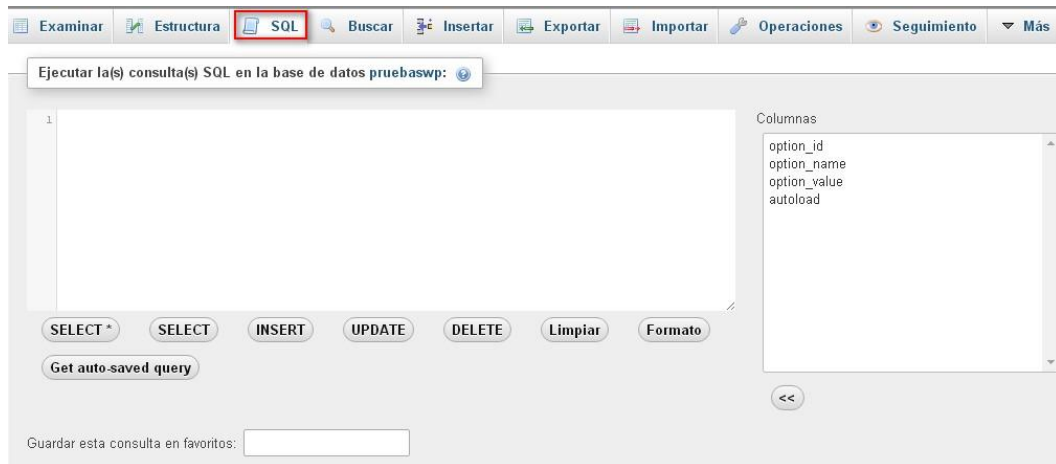 Examinar Estructura SQL Buscar Insertar Exportar Importar Operaciones Seguimiento Más
Ejecutar la(s) consulta(s) SQL en la base de datos pruebaswp:
1
Columnas
option_id
option_name
option_value
autoload
SELECT * SELECT INSERT UPDATE DELETE Limpiar Formato
Get auto-saved query
<<
Guardar esta consulta en favoritos: